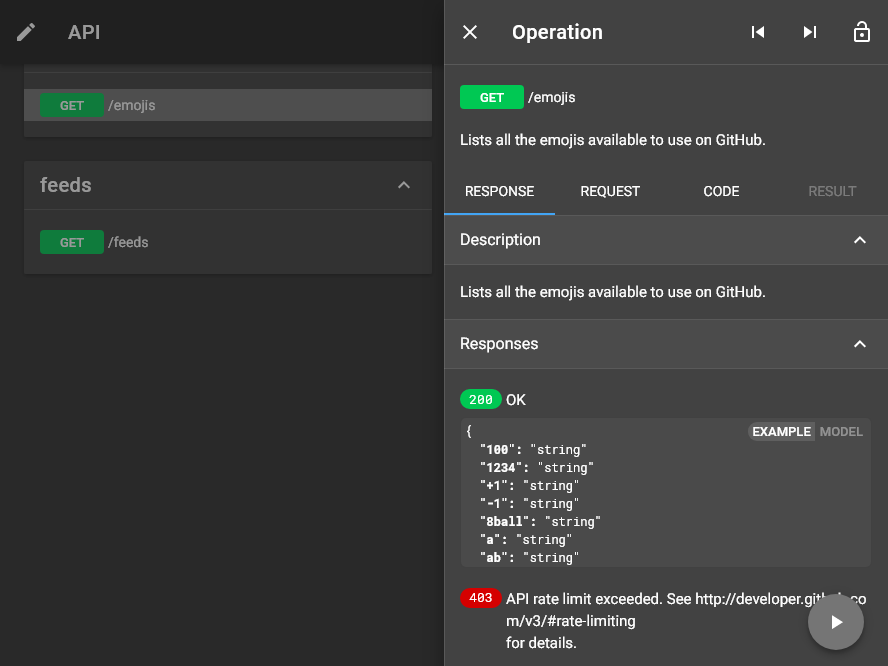 API
GET /emojis
feeds
GET /feeds
Operation
GET /emojis
Lists all the emojis available to use on GitHub.
RESPONSE REQUEST CODE RESULT
Description
Lists all the emojis available to use on GitHub.
Responses
200 OK
EXAMPLE MODEL
{
"100": "string"
"1234": "string"
"+1": "string"
"-1": "string"
"8ball": "string"
"a": "string"
"ab": "string"
403 API rate limit exceeded. See http://developer.github.co
m/v3/#rate-limiting
for details.